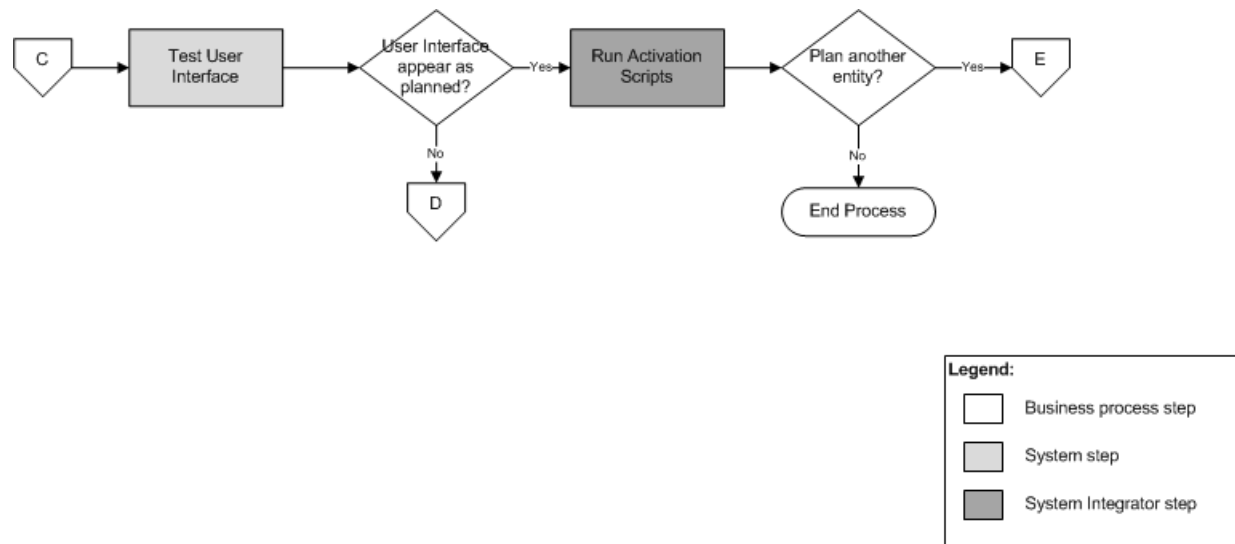 C
Test User
Interface
User Interface
appear as
planned?
Yes
Run Activation
Scripts
Plan another
entity?
Yes
E
No
D
No
End Process
Legend:
Business process step
System step
System Integrator step